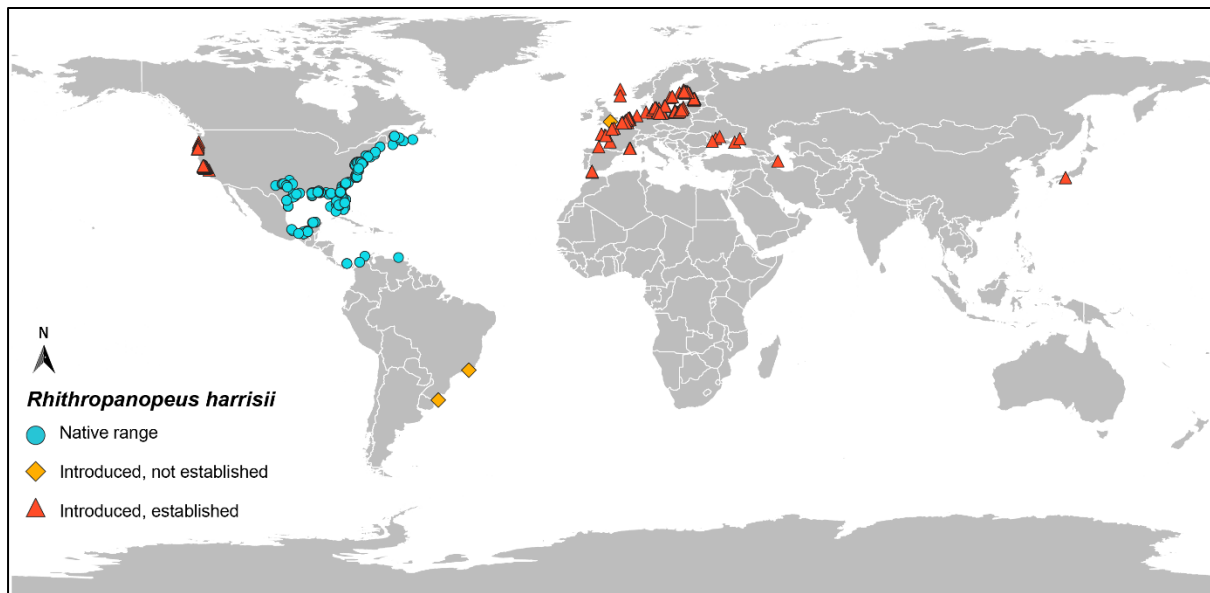 N
Rhithropanopeus harrisii
Native range
Introduced, not established
Introduced, established